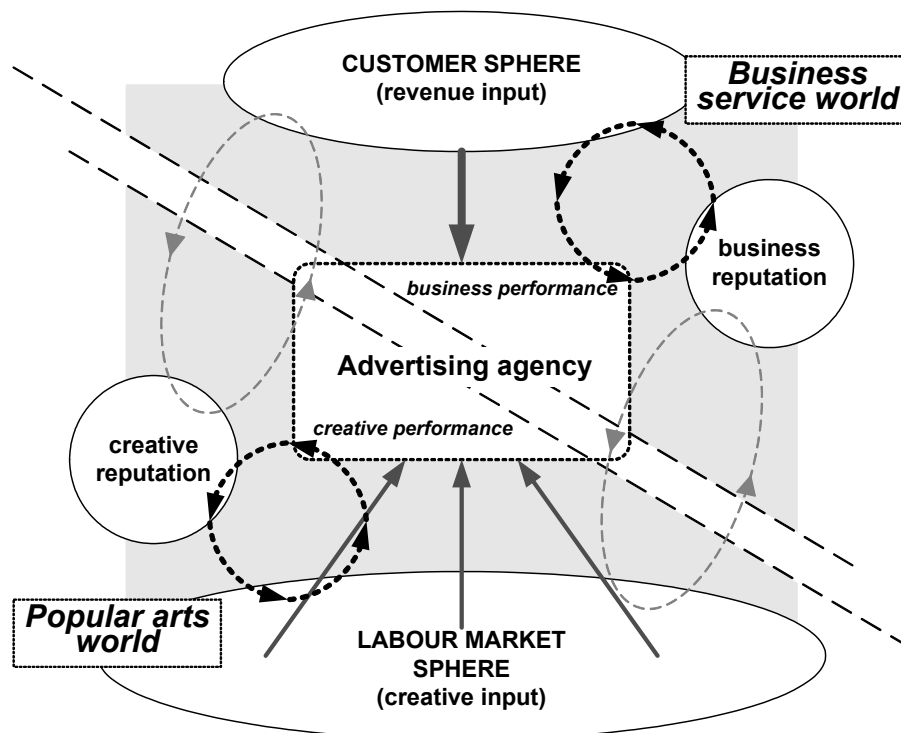 CUSTOMER SPHERE
(revenue input)
Business
service world
business
reputation
business performance
Advertising agency
creative performance
creative
reputation
Popular arts
world
LABOUR MARKET
SPHERE
(creative input)